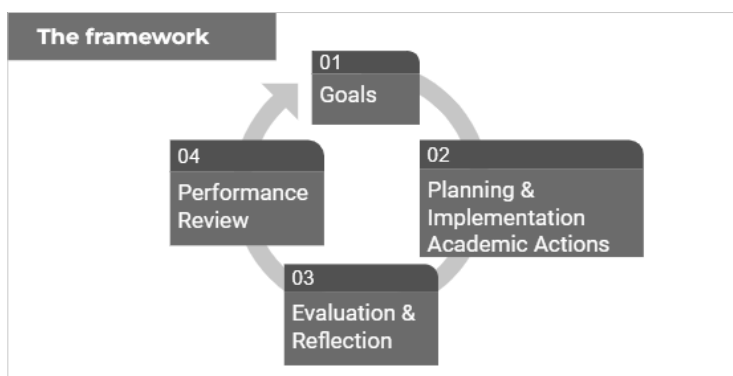 The framework
01
Goals
02
Planning &
Implementation
Academic Actions
03
Evaluation &
Reflection
04
Performance
Review